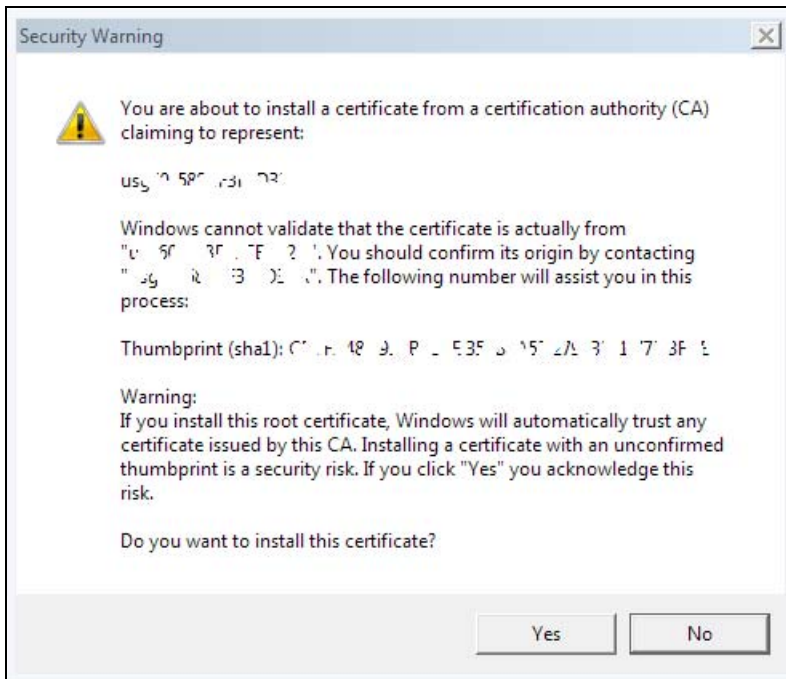 Security Warning
You are about to install a certificate from a certification authority (CA)
claiming to represent:
Windows cannot validate that the certificate is actually from
You should confirm its origin by contacting
The following number will assist you in this
process:
Thumbprint (sha1):
Warning:
If you install this root certificate, Windows will automatically trust any
certificate issued by this CA. Installing a certificate with an unconfirmed
thumbprint is a security risk. If you click "Yes" you acknowledge this
risk.
Do you want to install this certificate?
Yes
No